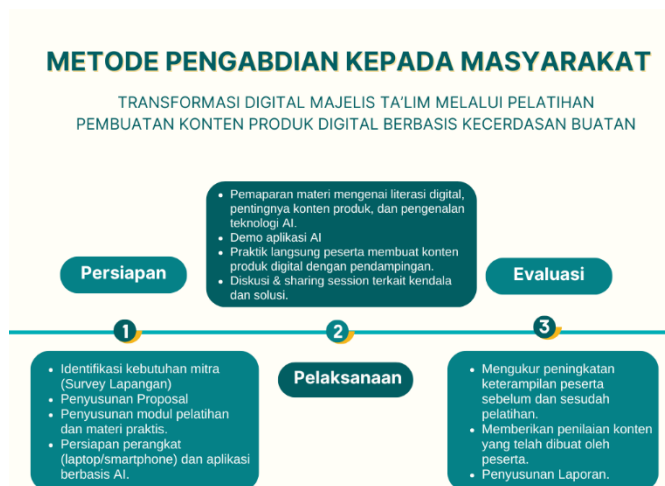 METODE PENGABDIAN KEPADA MASYARAKAT
TRANSFORMASI DIGITAL MAJELIS TA'LIM MELALUI PELATIHAN
PEMBUATAN KONTEN PRODUK DIGITAL BERBASIS KECERDASAN BUATAN
Persiapan
1
• Identifikasi kebutuhan mitra
(Survey Lapangan)
• Penyusunan Proposal
• Penyusunan modul pelatihan
dan materi praktis.
• Persiapan perangkat
(laptop/smartphone) dan aplikasi
berbasis AI.
• Pemaparan materi mengenai literasi digital,
pentingnya konten produk, dan pengenalan
teknologi AI.
• Demo aplikasi AI
• Praktik langsung peserta membuat konten
produk digital dengan pendampingan.
• Diskusi & sharing session terkait kendala
dan solusi.
2
Pelaksanaan
Evaluasi
3
• Mengukur peningkatan
keterampilan peserta
sebelum dan sesudah
pelatihan.
• Memberikan penilaian konten
yang telah dibuat oleh
peserta.
• Penyusunan Laporan.